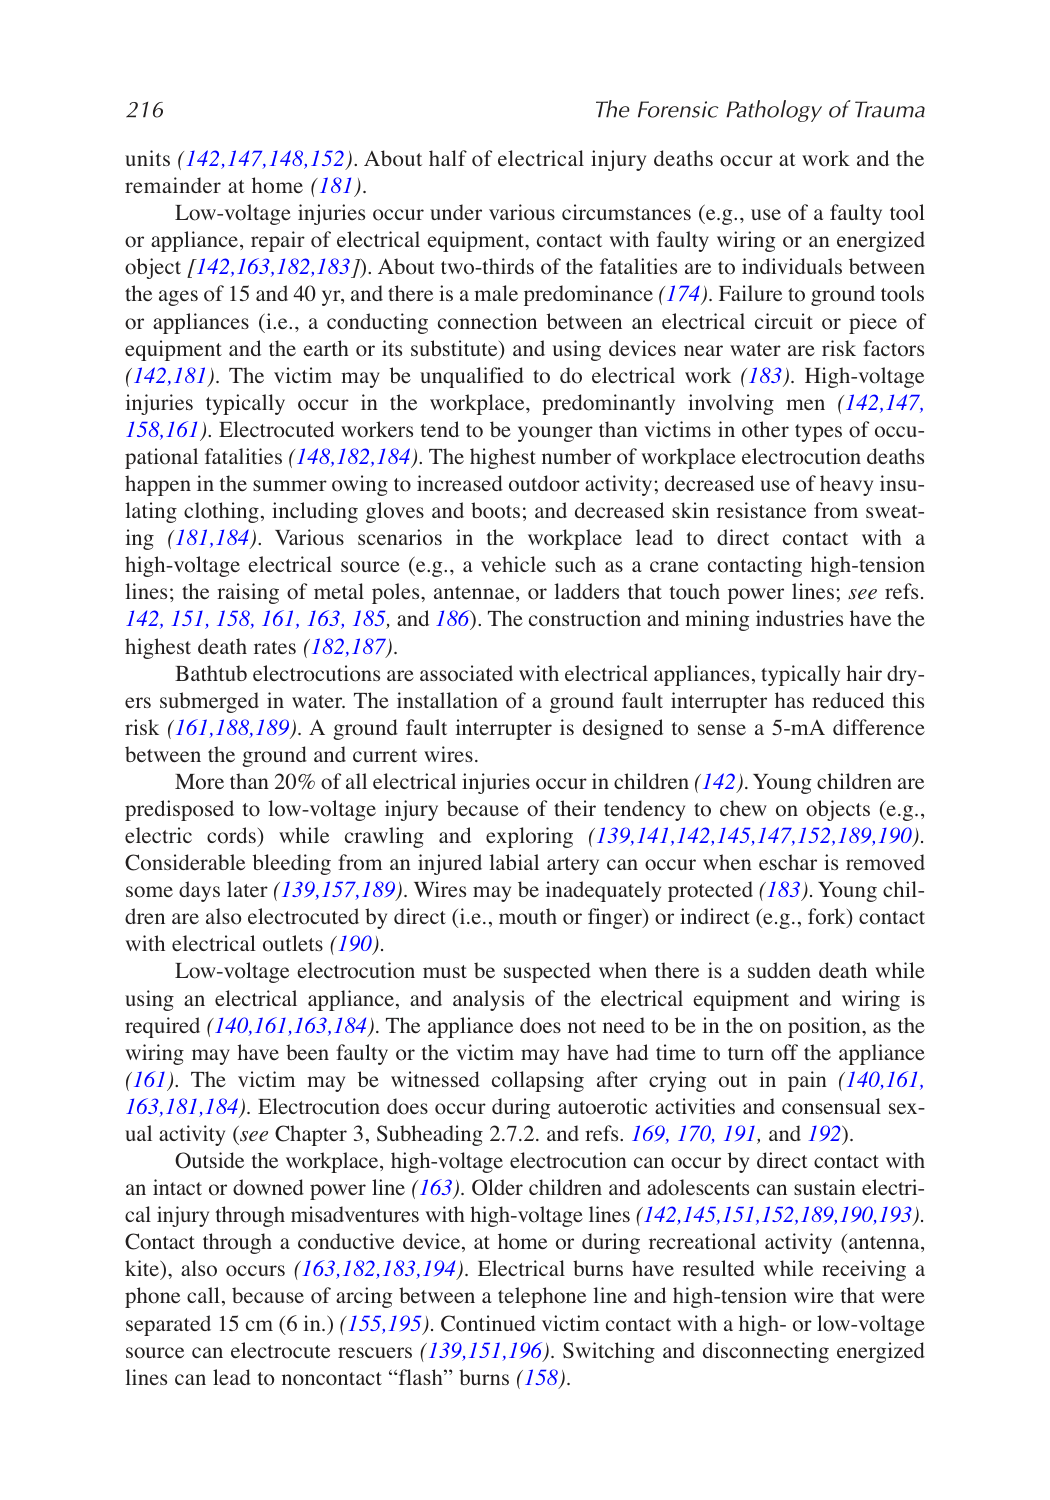 216 The Forensic Pathology of Trauma
units (142,147,148,152). About half of electrical injury deaths occur at work and the
remainder at home (181).
Low-voltage injuries occur under various circumstances (e.g., use of a faulty tool
or appliance, repair of electrical equipment, contact with faulty wiring or an energized
object [142,163,182,183]). About two-thirds of the fatalities are to individuals between
the ages of 15 and 40 yr, and there is a male predominance (174). Failure to ground tools
or appliances (i.e., a conducting connection between an electrical circuit or piece of
equipment and the earth or its substitute) and using devices near water are risk factors
(142,181). The victim may be unqualified to do electrical work (183). High-voltage
injuries typically occur in the workplace, predominantly involving men (142,147,
158,161). Electrocuted workers tend to be younger than victims in other types of occu-
pational fatalities (148,182,184). The highest number of workplace electrocution deaths
happen in the summer owing to increased outdoor activity; decreased use of heavy insu-
lating clothing, including gloves and boots; and decreased skin resistance from sweat-
ing (181,184). Various scenarios in the workplace lead to direct contact with a
high-voltage electrical source (e.g., a vehicle such as a crane contacting high-tension
lines; the raising of metal poles, antennae, or ladders that touch power lines; see refs.
142, 151, 158, 161, 163, 185, and 186). The construction and mining industries have the
highest death rates (182,187).
Bathtub electrocutions are associated with electrical appliances, typically hair dry-
ers submerged in water. The installation of a ground fault interrupter has reduced this
risk (161,188,189). A ground fault interrupter is designed to sense a 5-mA difference
between the ground and current wires.
More than 20% of all electrical injuries occur in children (142). Young children are
predisposed to low-voltage injury because of their tendency to chew on objects (e.g.,
electric cords) while crawling and exploring (139,141,142,145,147,152,189,190).
Considerable bleeding from an injured labial artery can occur when eschar is removed
some days later (139,157,189). Wires may be inadequately protected (183). Young chil-
dren are also electrocuted by direct (i.e., mouth or finger) or indirect (e.g., fork) contact
with electrical outlets (190).
Low-voltage electrocution must be suspected when there is a sudden death while
using an electrical appliance, and analysis of the electrical equipment and wiring is
required (140,161,163,184). The appliance does not need to be in the on position, as the
wiring may have been faulty or the victim may have had time to turn off the appliance
(161). The victim may be witnessed collapsing after crying out in pain (140,161,
163,181,184). Electrocution does occur during autoerotic activities and consensual sex-
ual activity (see Chapter 3, Subheading 2.7.2. and refs. 169, 170, 191, and 192).
Outside the workplace, high-voltage electrocution can occur by direct contact with
an intact or downed power line (163). Older children and adolescents can sustain electri-
cal injury through misadventures with high-voltage lines (142,145,151,152,189,190,193).
Contact through a conductive device, at home or during recreational activity (antenna,
kite), also occurs (163,182,183,194). Electrical burns have resulted while receiving a
phone call, because of arcing between a telephone line and high-tension wire that were
separated 15 cm (6 in.) (155,195). Continued victim contact with a high- or low-voltage
source can electrocute rescuers (139,151,196). Switching and disconnecting energized
lines can lead to noncontact “flash” burns (158).